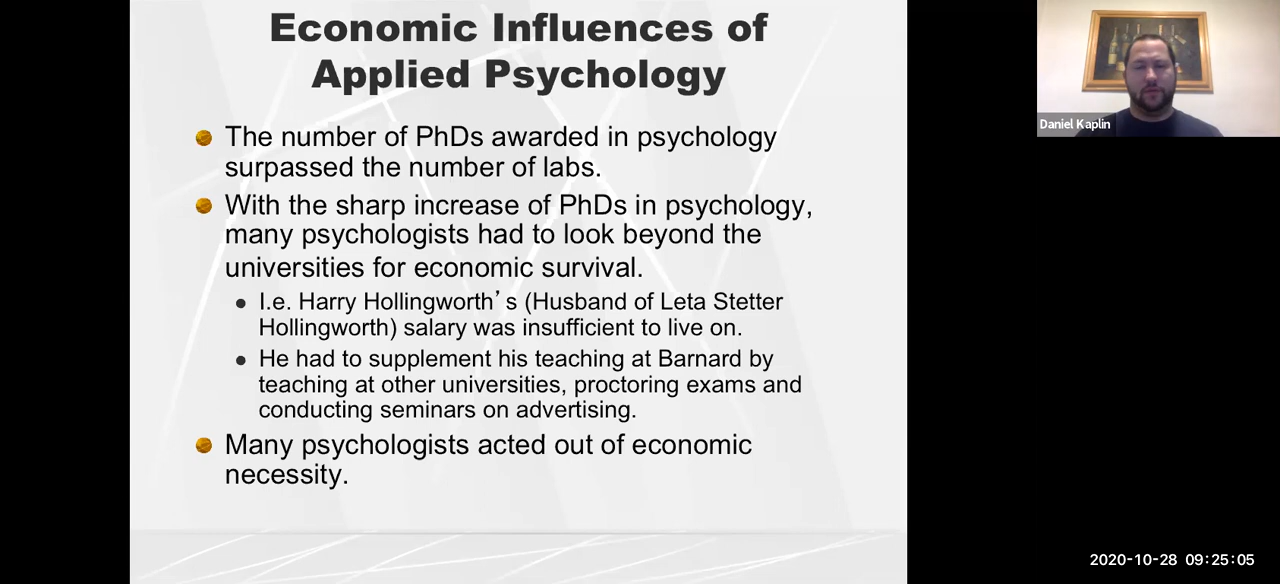 Economic Influences of
Applied Psychology
The number of PhDs awarded in psychology
surpassed the number of labs.
With the sharp increase of PhDs in psychology,
many psychologists had to look beyond the
universities for economic survival.
I.e. Harry Hollingworth’s (Husband of Leta Stetter
Hollingworth) salary was insufficient to live on.
He had to supplement his teaching at Barnard by
teaching at other universities, proctoring exams and
conducting seminars on advertising.
Many psychologists acted out of economic
necessity.
Daniel Kaplin
2020-10-28 09:25:05